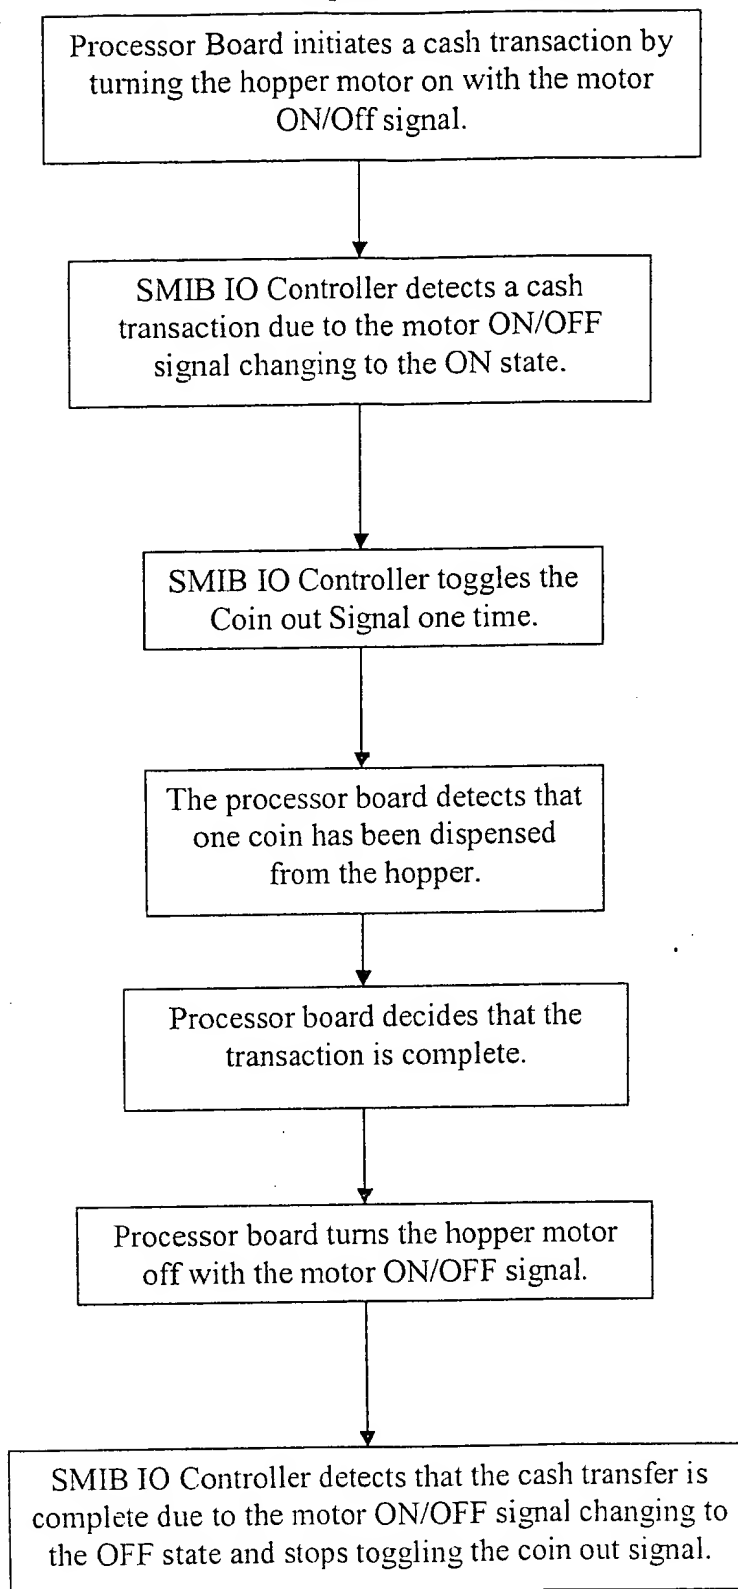 Processor Board initiates a cash transaction by
turning the hopper motor on with the motor
ON/Off signal.
SMIB IO Controller detects a cash
transaction due to the motor ON/OFF
signal changing to the ON state.
SMIB IO Controller toggles the
Coin out Signal one time.
The processor board detects that
one coin has been dispensed
from the hopper.
Processor board decides that the
transaction is complete.
Processor board turns the hopper motor
off with the motor ON/OFF signal.
SMIB IO Controller detects that the cash transfer is
complete due to the motor ON/OFF signal changing to
the OFF state and stops toggling the coin out signal.